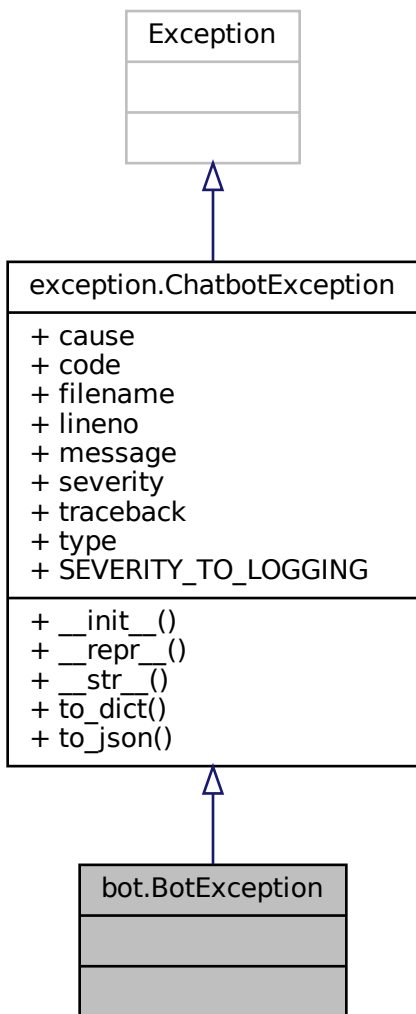 Exception
exception.ChatbotException
+ cause
+ code
+ filename
+ lineno
+ message
+ severity
+ traceback
+ type
+ SEVERITY_TO_LOGGING
+ __init__()
+ __repr__()
+ __str__()
+ to_dict()
+ to_json()
bot.BotException